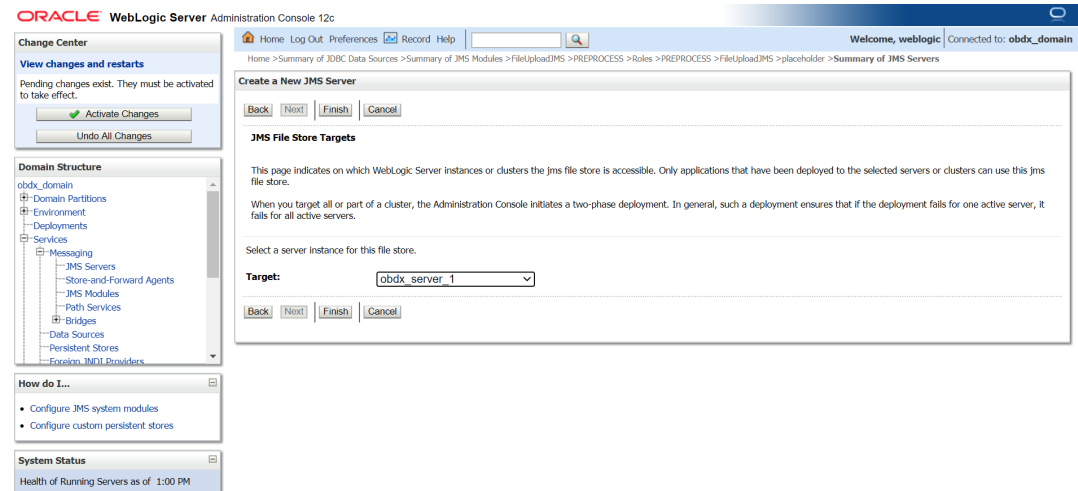 ORACLE WebLogic Server Administration Console 12c
Change Center
View changes and restarts
Pending changes exist. They must be activated
to take effect.
Activate Changes
Undo All Changes
Domain Structure
obdx_domain
Domain Partitions
Environment
Deployments
Services
Messaging
JMS Servers
Store-and-Forward Agents
JMS Modules
Path Services
Bridges
Data Sources
Persistent Stores
Foreign JNDI Providers
How do I...
Configure JMS system modules
Configure custom persistent stores
System Status
Health of Running Servers as of 1:00 PM
Home Log Out Preferences Record Help
Welcome, weblogic Connected to: obdx_domain
Home >Summary of JDBC Data Sources >Summary of JMS Modules >FileUploadJMS >PREPROCESS >Roles >PREPROCESS >FileUploadJMS >placeholder >Summary of JMS Servers
Create a New JMS Server
Back Next Finish Cancel
JMS File Store Targets
This page indicates on which WebLogic Server instances or clusters the jms file store is accessible. Only applications that have been deployed to the selected servers or clusters can use this jms
file store.
When you target all or part of a cluster, the Administration Console initiates a two-phase deployment. In general, such a deployment ensures that if the deployment fails for one active server, it
fails for all active servers.
Select a server instance for this file store.
Target: obdx_server_1
Back Next Finish Cancel